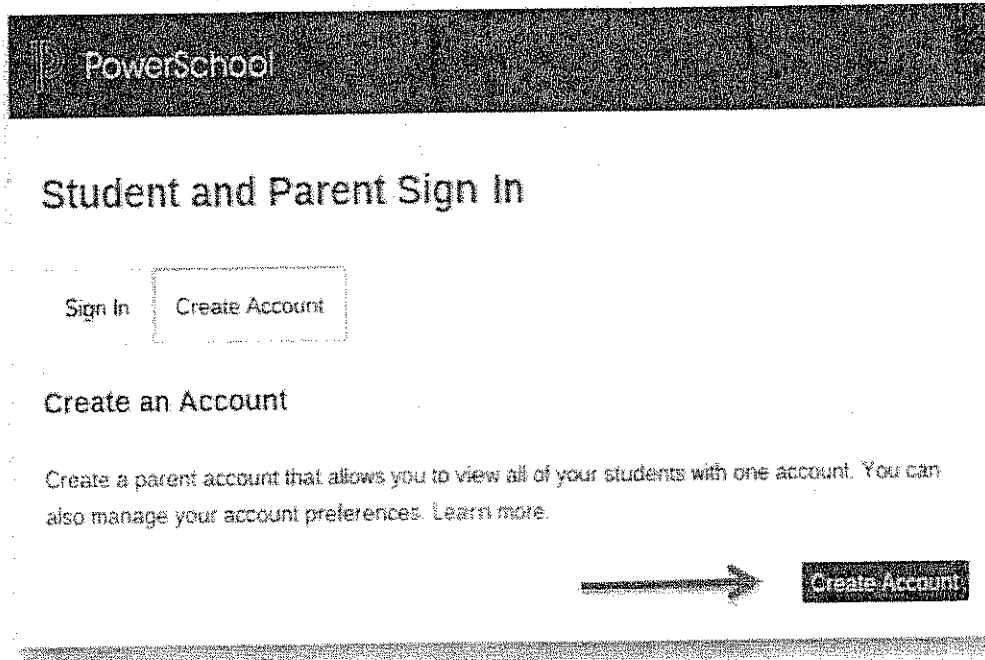 PowerSchool
Student and Parent Sign In
Sign In Create Account
Create an Account
Create a parent account that allows you to view all of your students with one account. You can
also manage your account preferences. Learn more.
Create Account